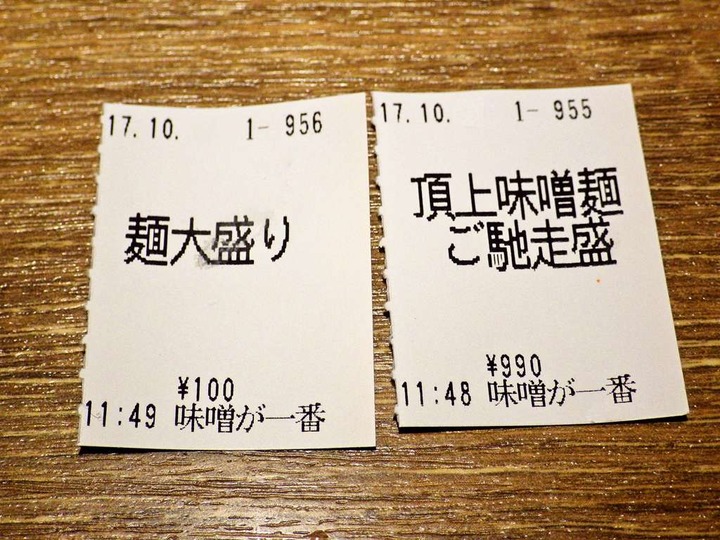 17.10. 1- 956
麺大盛り
¥100
11:49 味噌が一番
17.10. 1- 955
頂上味噌麺
ご馳走盛
¥990
11:48 味噌が一番